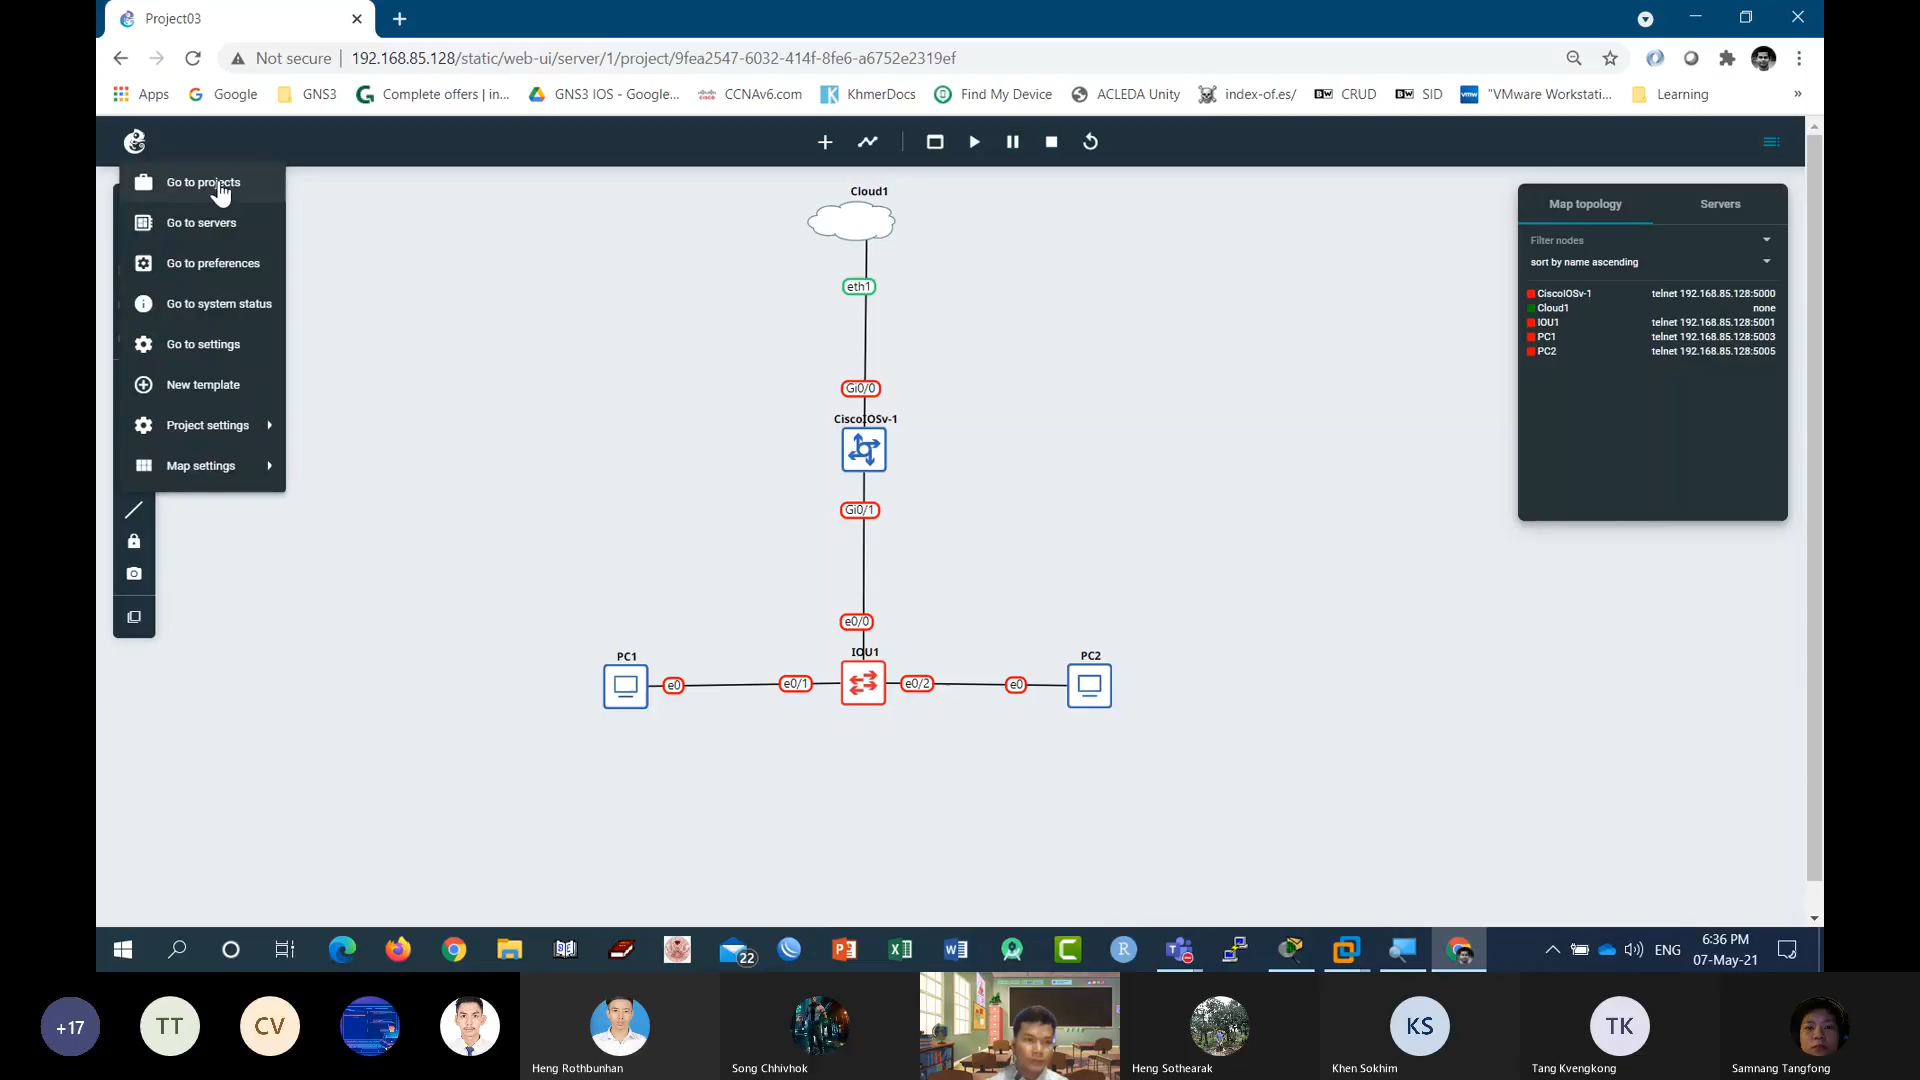 Project03
Not secure
192.168.85.128/static/web-ui/server/1/project/9fea2547-6032-414f-8fe6-a6752e2319ef
Apps
Google
GNS3
Complete offers | in...
GNS3 IOS - Google...
CCNAv6.com
KhmerDocs
Find My Device
ACLEDA Unity
index-of.es/
CRUD
SID
"VMware Workstati...
Learning
»
Go to projects
Go to servers
Go to preferences
Go to system status
Go to settings
New template
Project settings
Map settings
Cloud1
eth1
Gi0/0
CiscoIOSv-1
Gi0/1
e0/0
IOU1
PC1
e0
e0/1
e0/2
e0
PC2
Map topology
Servers
Filter nodes
sort by name ascending
CiscoIOSv-1 telnet 192.168.85.128:5000
Cloud1 none
IOU1 telnet 192.168.85.128:5001
PC1 telnet 192.168.85.128:5003
PC2 telnet 192.168.85.128:5005
22
ENG
6:36 PM
07-May-21
+17
TT
CV
Heng Rothbunhan
Song Chhivhok
Heng Sothearak
KS
Khen Sokhim
TK
Tang Kvengkong
Samnang Tangfong